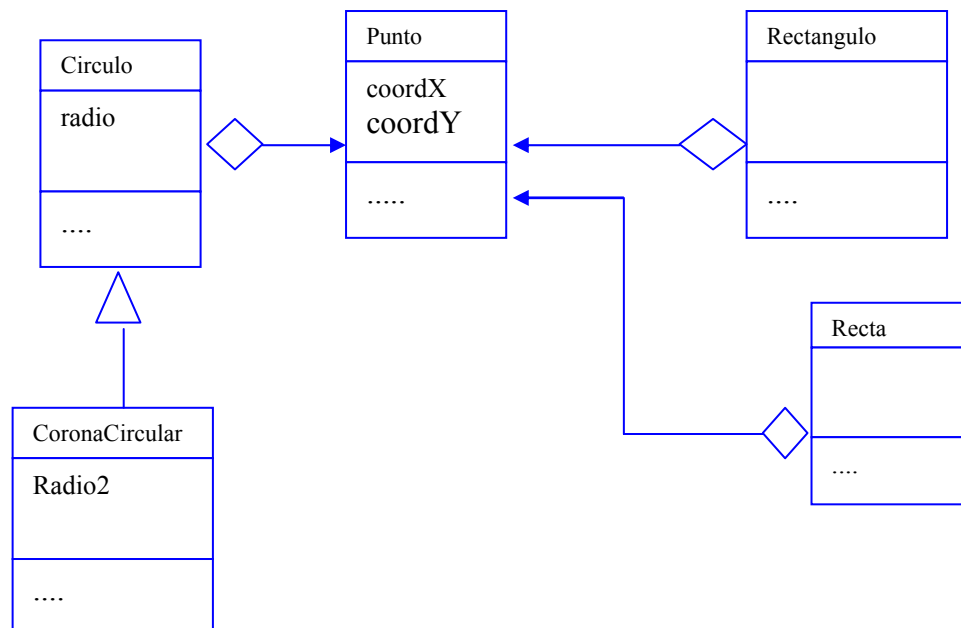 Circulo
radio
....
Punto
coordX
coordY
.....
Rectangulo
....
Recta
....
CoronaCircular
Radio2
....